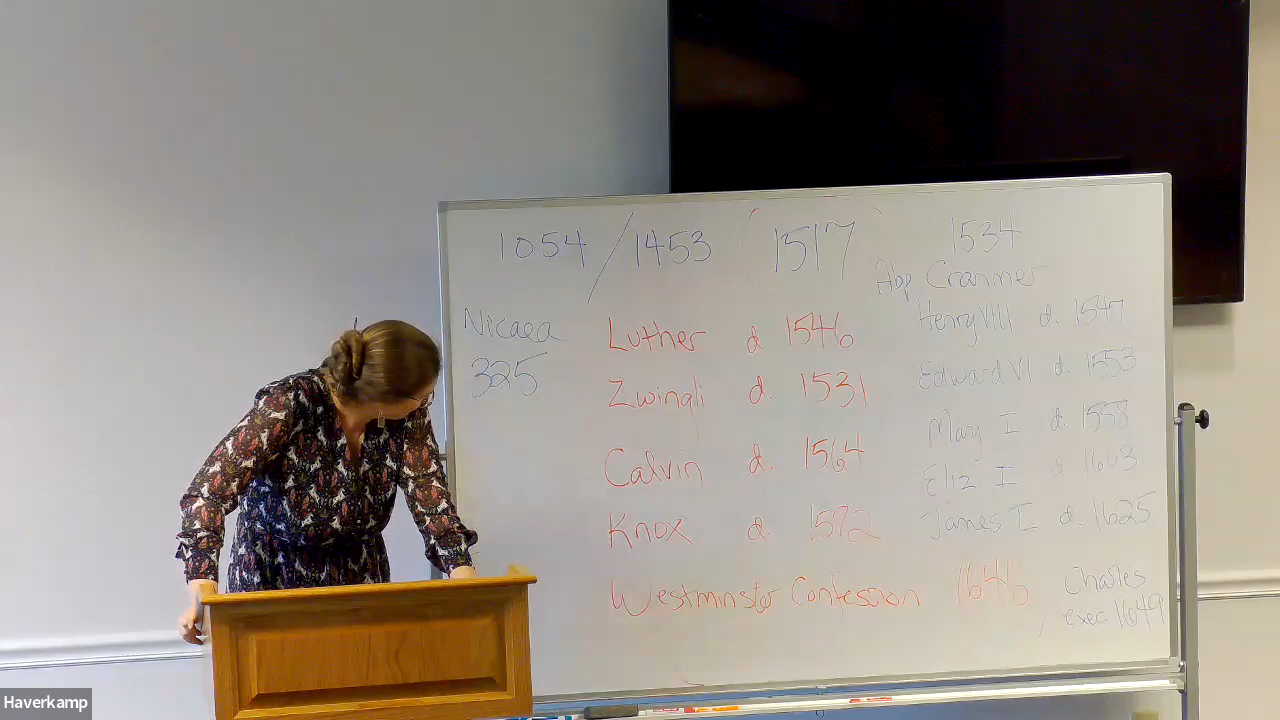 1054 / 1453 1517 1534
Abp Cranmer
Nicaea
325
Luther d. 1546
Zwingli d. 1531
Calvin d. 1564
Knox d. 1572
Westminster Confession 1646
Henry VIII d. 1547
Edward VI d. 1553
Mary I d. 1558
Eliz I d 1603
James I d. 1625
Charles
exec 1649
Haverkamp